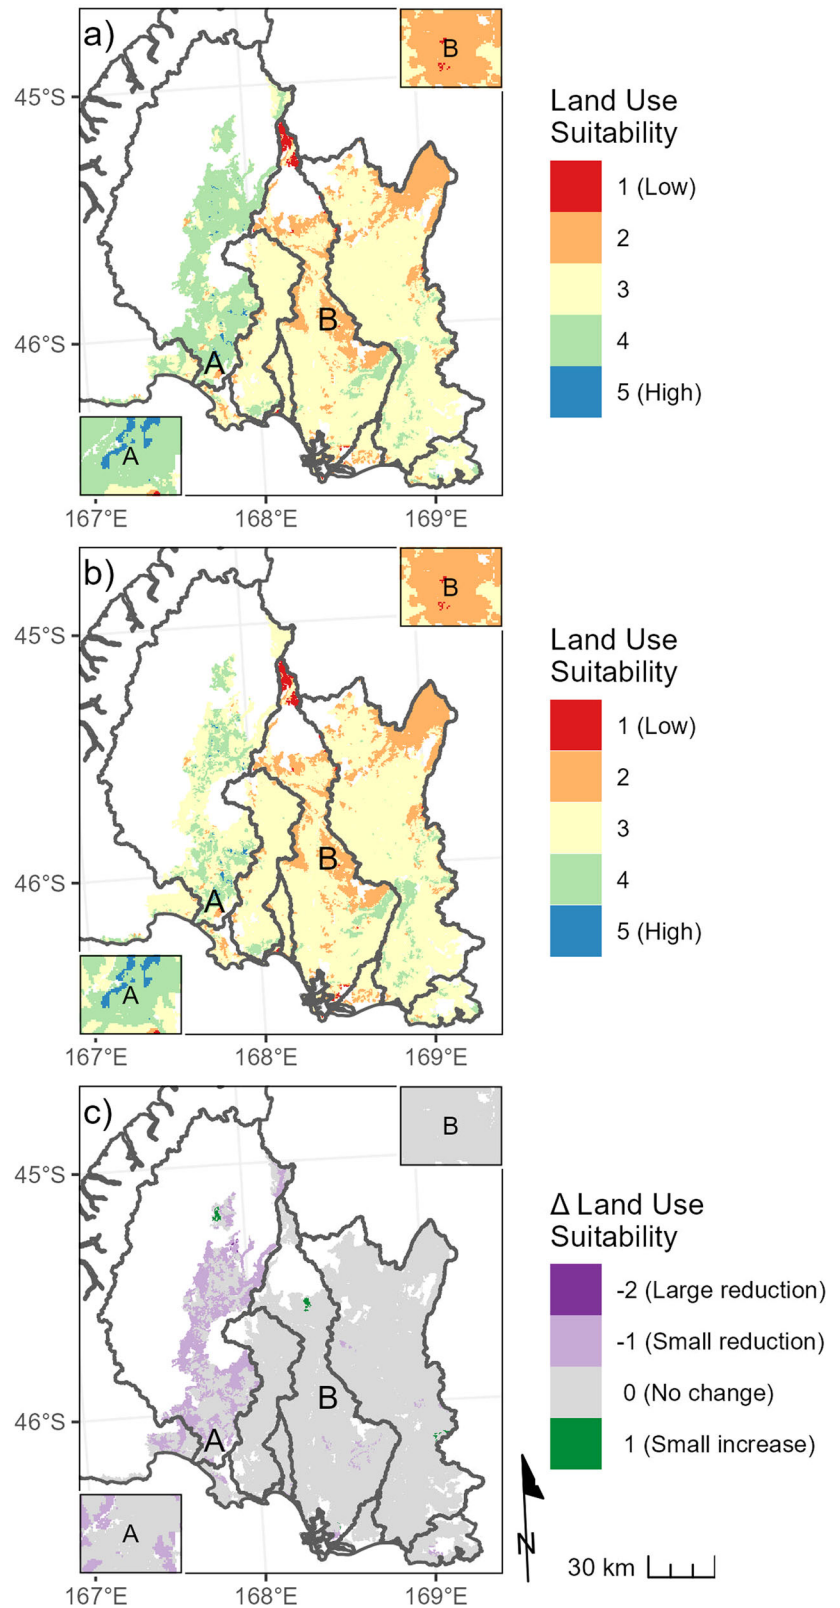 a)
B
45°S
46°S
A
B
A
167°E
168°E
169°E
Land Use
Suitability
1 (Low)
2
3
4
5 (High)
b)
B
45°S
46°S
A
B
A
167°E
168°E
169°E
Land Use
Suitability
1 (Low)
2
3
4
5 (High)
c)
B
45°S
46°S
A
B
A
167°E
168°E
169°E
Δ Land Use
Suitability
-2 (Large reduction)
-1 (Small reduction)
0 (No change)
1 (Small increase)
N
30 km